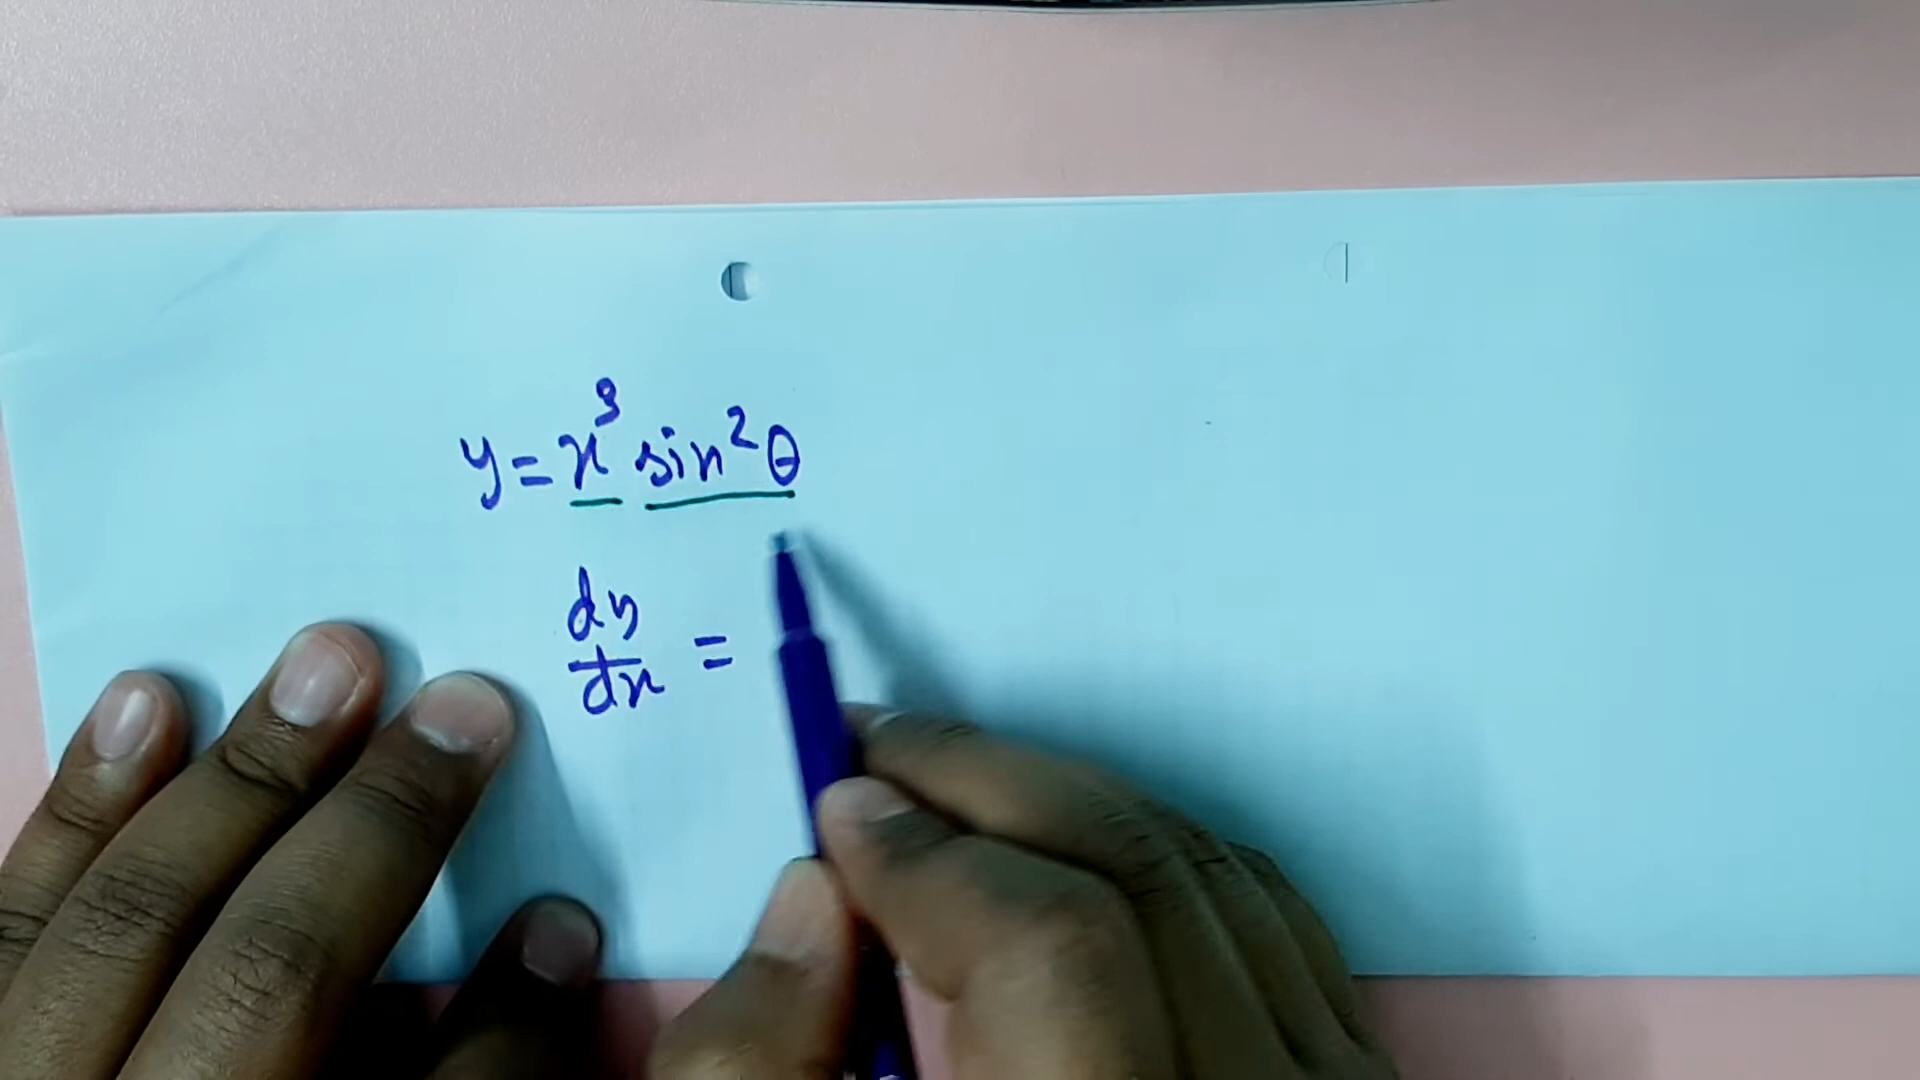 y = x³ sin²θ
dy/dx =